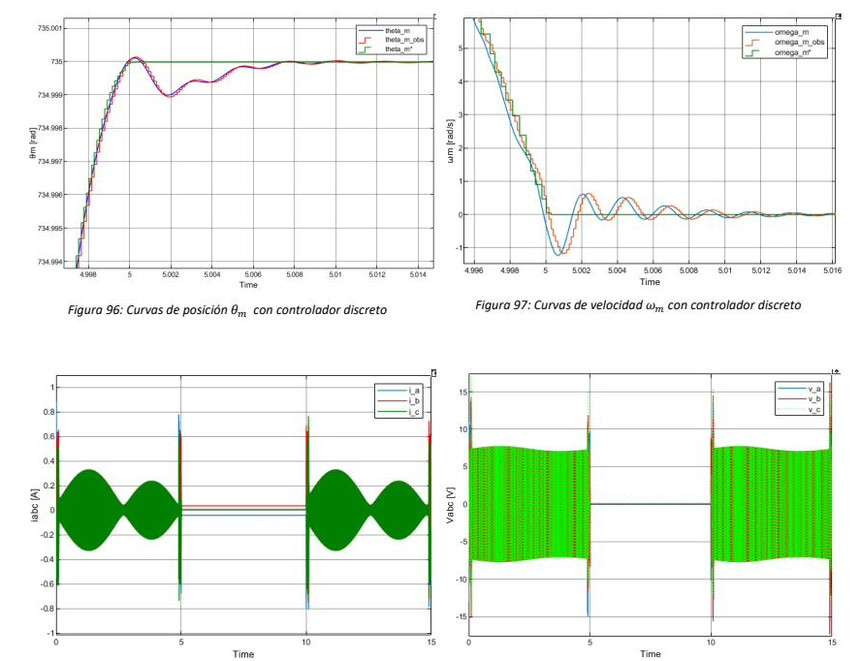 735.001
735
734.999
734.998
734.997
734.996
734.995
734.994
θm [rad]
theta_m
theta_m_obs
theta_m*
4.998 5 5.002 5.004 5.006 5.008 5.01 5.012 5.014
Time
5
4
3
2
1
0
-1
ωm [rad/s]
omega_m
omega_m_obs
omega_m*
4.996 4.998 5 5.002 5.004 5.006 5.008 5.01 5.012 5.014 5.016
Time
Figura 96: Curvas de posición θm con controlador discreto
Figura 97: Curvas de velocidad ωm con controlador discreto
1
0.8
0.6
0.4
0.2
0
-0.2
-0.4
-0.6
-0.8
-1
iabc [A]
i_a
i_b
i_c
0 5 10 15
Time
15
10
5
0
-5
-10
-15
Vabc [V]
v_a
v_b
v_c
0 5 10 15
Time